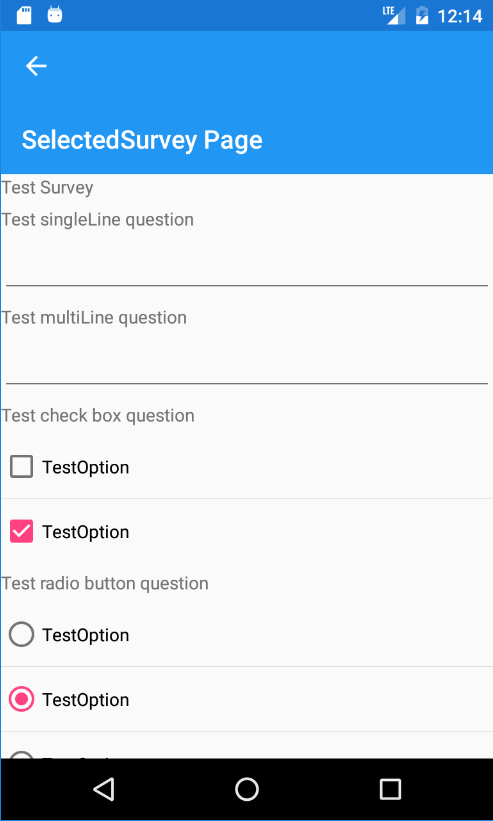 LTE 12:14
SelectedSurvey Page
Test Survey
Test singleLine question
Test multiLine question
Test check box question
TestOption
TestOption
Test radio button question
TestOption
TestOption